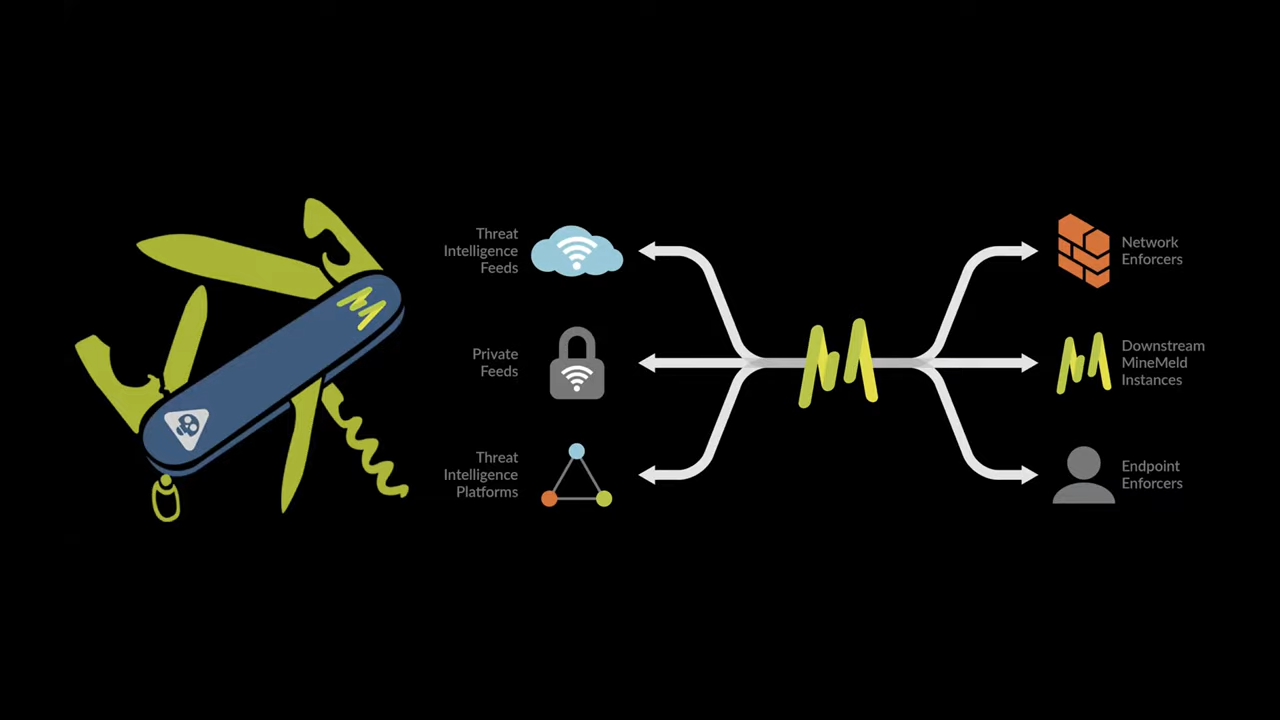 Threat
Intelligence
Feeds
Private
Feeds
Threat
Intelligence
Platforms
Network
Enforcers
Downstream
MineMeld
Instances
Endpoint
Enforcers